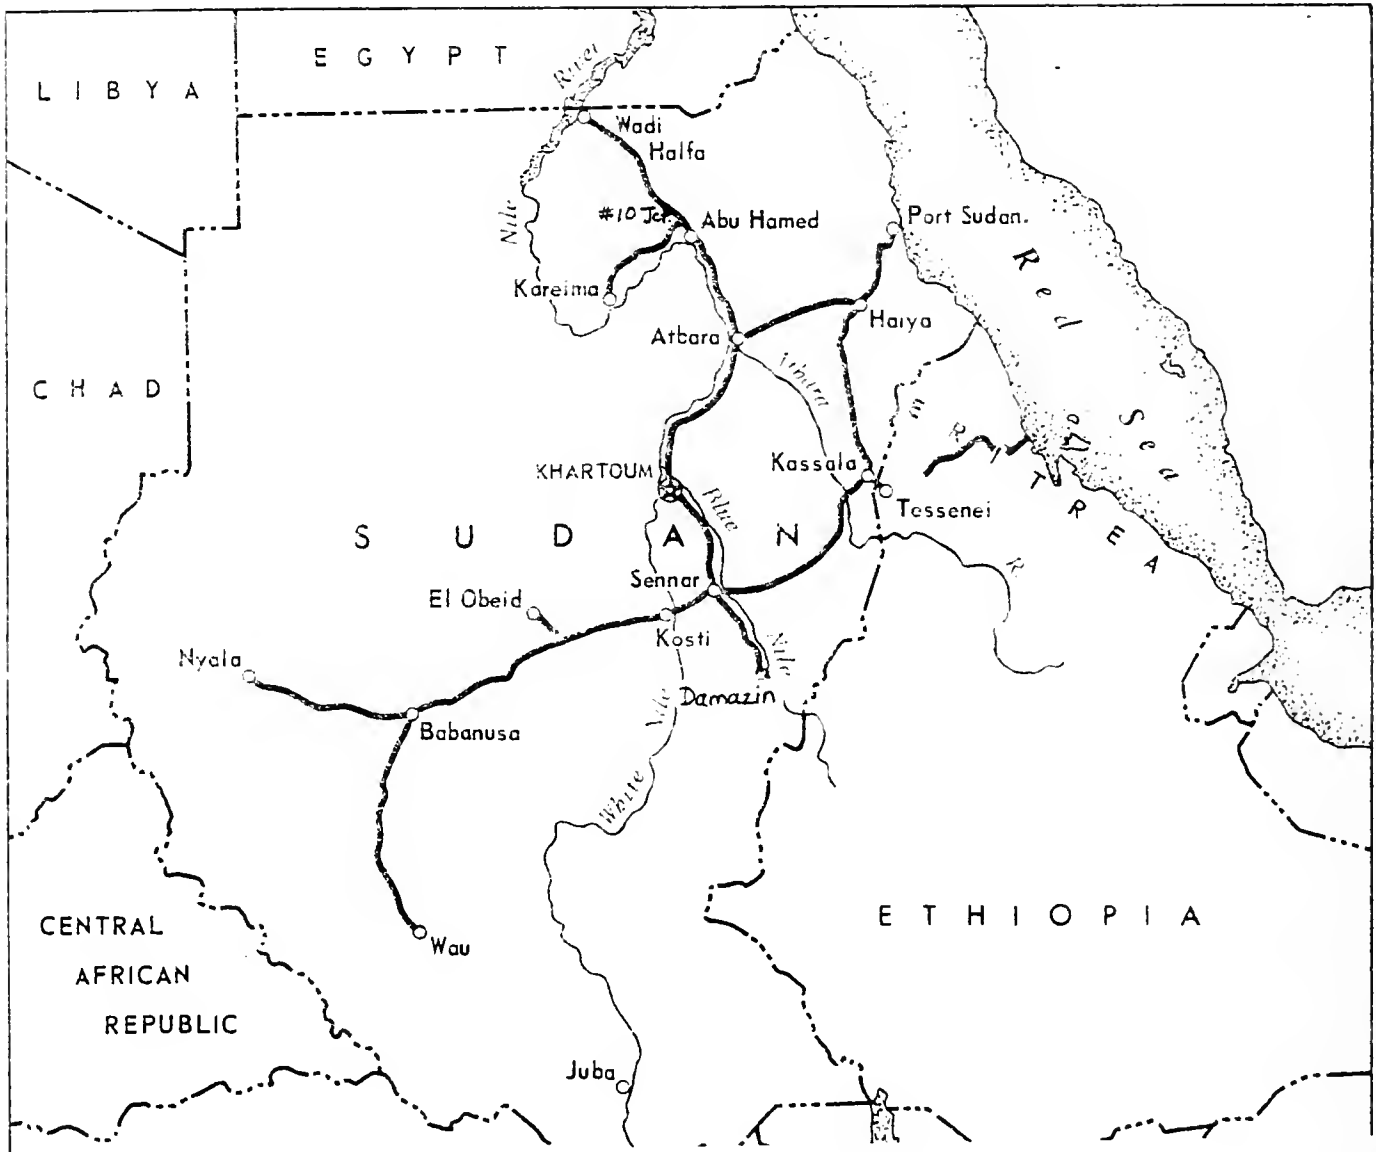 EGYPT
LIBYA
River
Wadi
Halfa
Nile
#10 Jct.
Abu Hamed
Port Sudan.
Red
Sea
Kareima
Haiya
Atbara
Atbara
CHAD
ERITREA
Kassala
KHARTOUM
Blue
Tessenei
SUDAN
R
Sennar
El Obeid
Kosti
Nile
Nyala
Damazin
Nile
Babanusa
White
ETHIOPIA
CENTRAL
AFRICAN
REPUBLIC
Wau
Juba